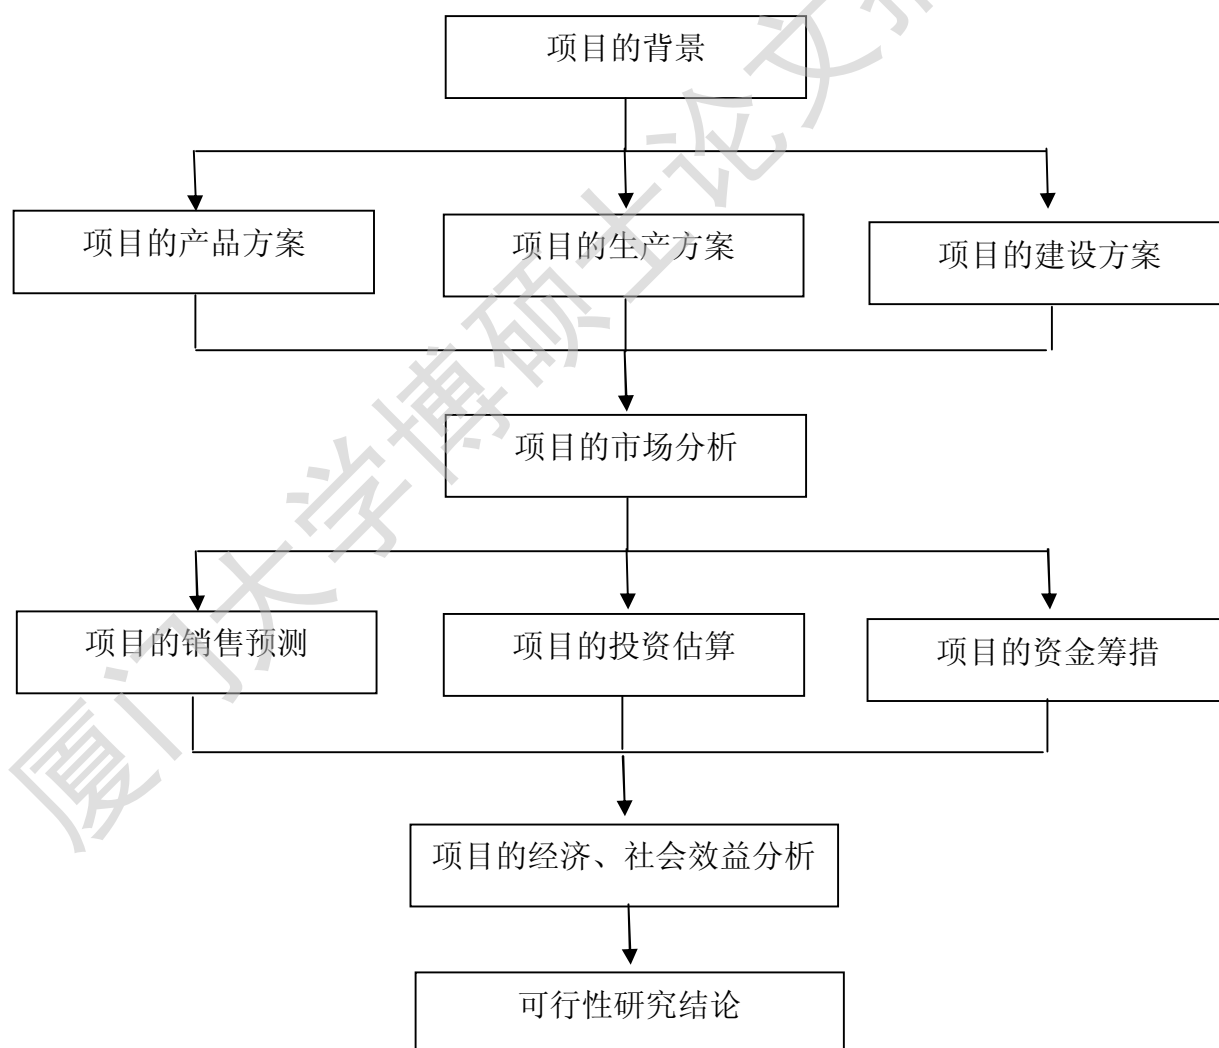 项目的背景
项目的产品方案
项目的生产方案
项目的建设方案
项目的市场分析
项目的销售预测
项目的投资估算
项目的资金筹措
项目的经济、社会效益分析
可行性研究结论
厦门大学博硕士论文摘